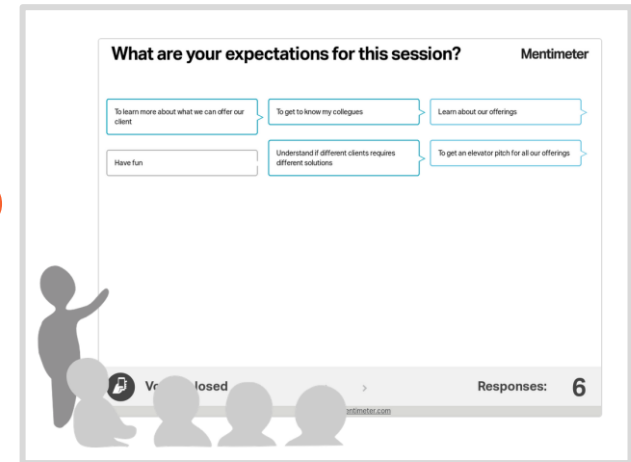 What are your expectations for this session?
Mentimeter
To learn more about what we can offer our
client
To get to know my collegues
Learn about our offerings
Have fun
Understand if different clients requires
different solutions
To get an elevator pitch for all our offerings
Responses: 6